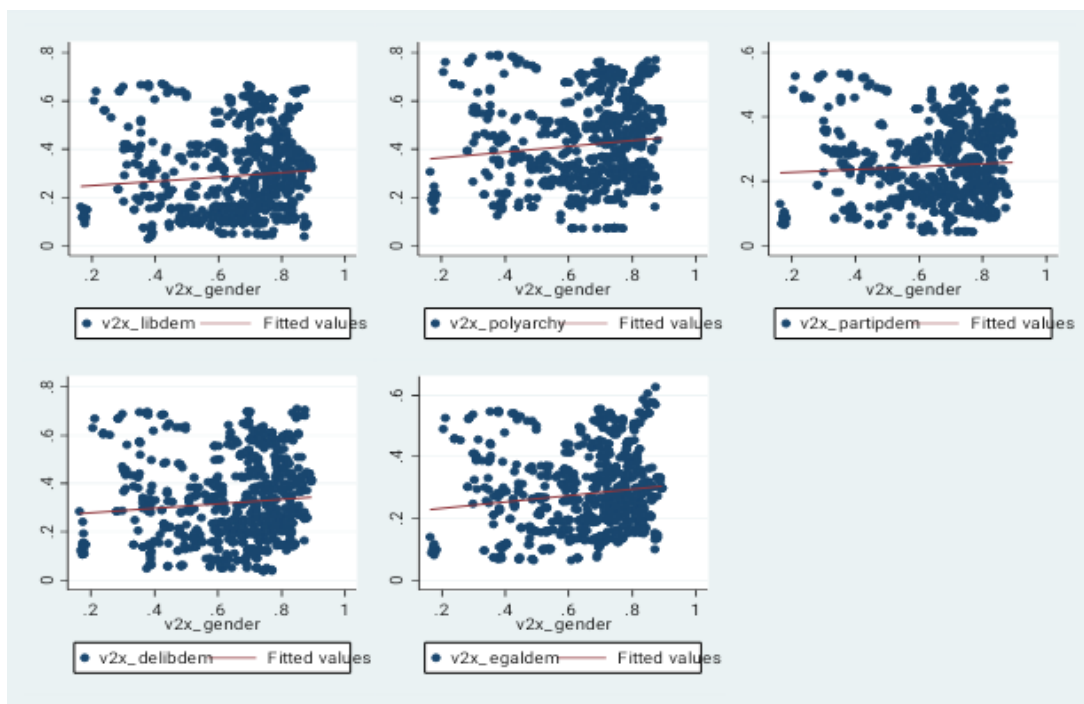 .8
.6
.4
.2
0
.2 .4 .6 .8 1
v2x_gender
v2x_libdem Fitted values
.8
.6
.4
.2
0
.2 .4 .6 .8 1
v2x_gender
v2x_polyarchy Fitted values
.6
.4
.2
0
.2 .4 .6 .8 1
v2x_gender
v2x_partipdem Fitted values
.8
.6
.4
.2
0
.2 .4 .6 .8 1
v2x_gender
v2x_delibdem Fitted values
.6
.4
.2
0
.2 .4 .6 .8 1
v2x_gender
v2x_egaldem Fitted values